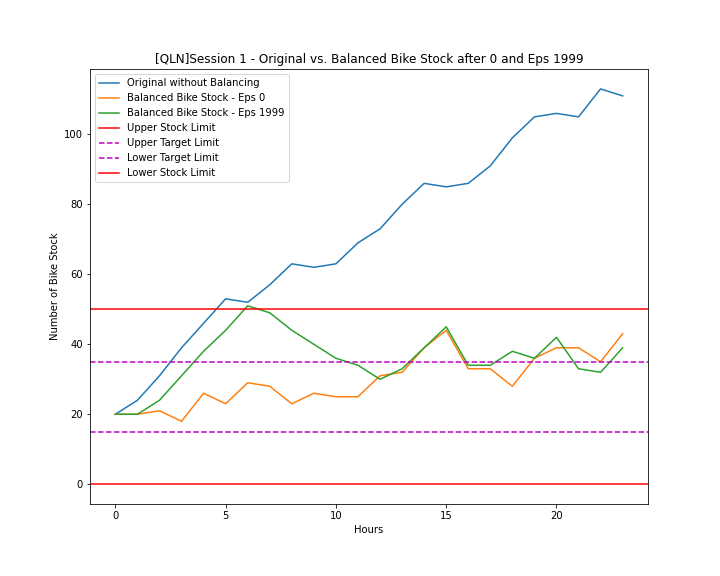 [QLN]Session 1 - Original vs. Balanced Bike Stock after 0 and Eps 1999
Original without Balancing
Balanced Bike Stock - Eps 0
Balanced Bike Stock - Eps 1999
Upper Stock Limit
Upper Target Limit
Lower Target Limit
Lower Stock Limit
Number of Bike Stock
100
80
60
40
20
0
0 5 10 15 20
Hours